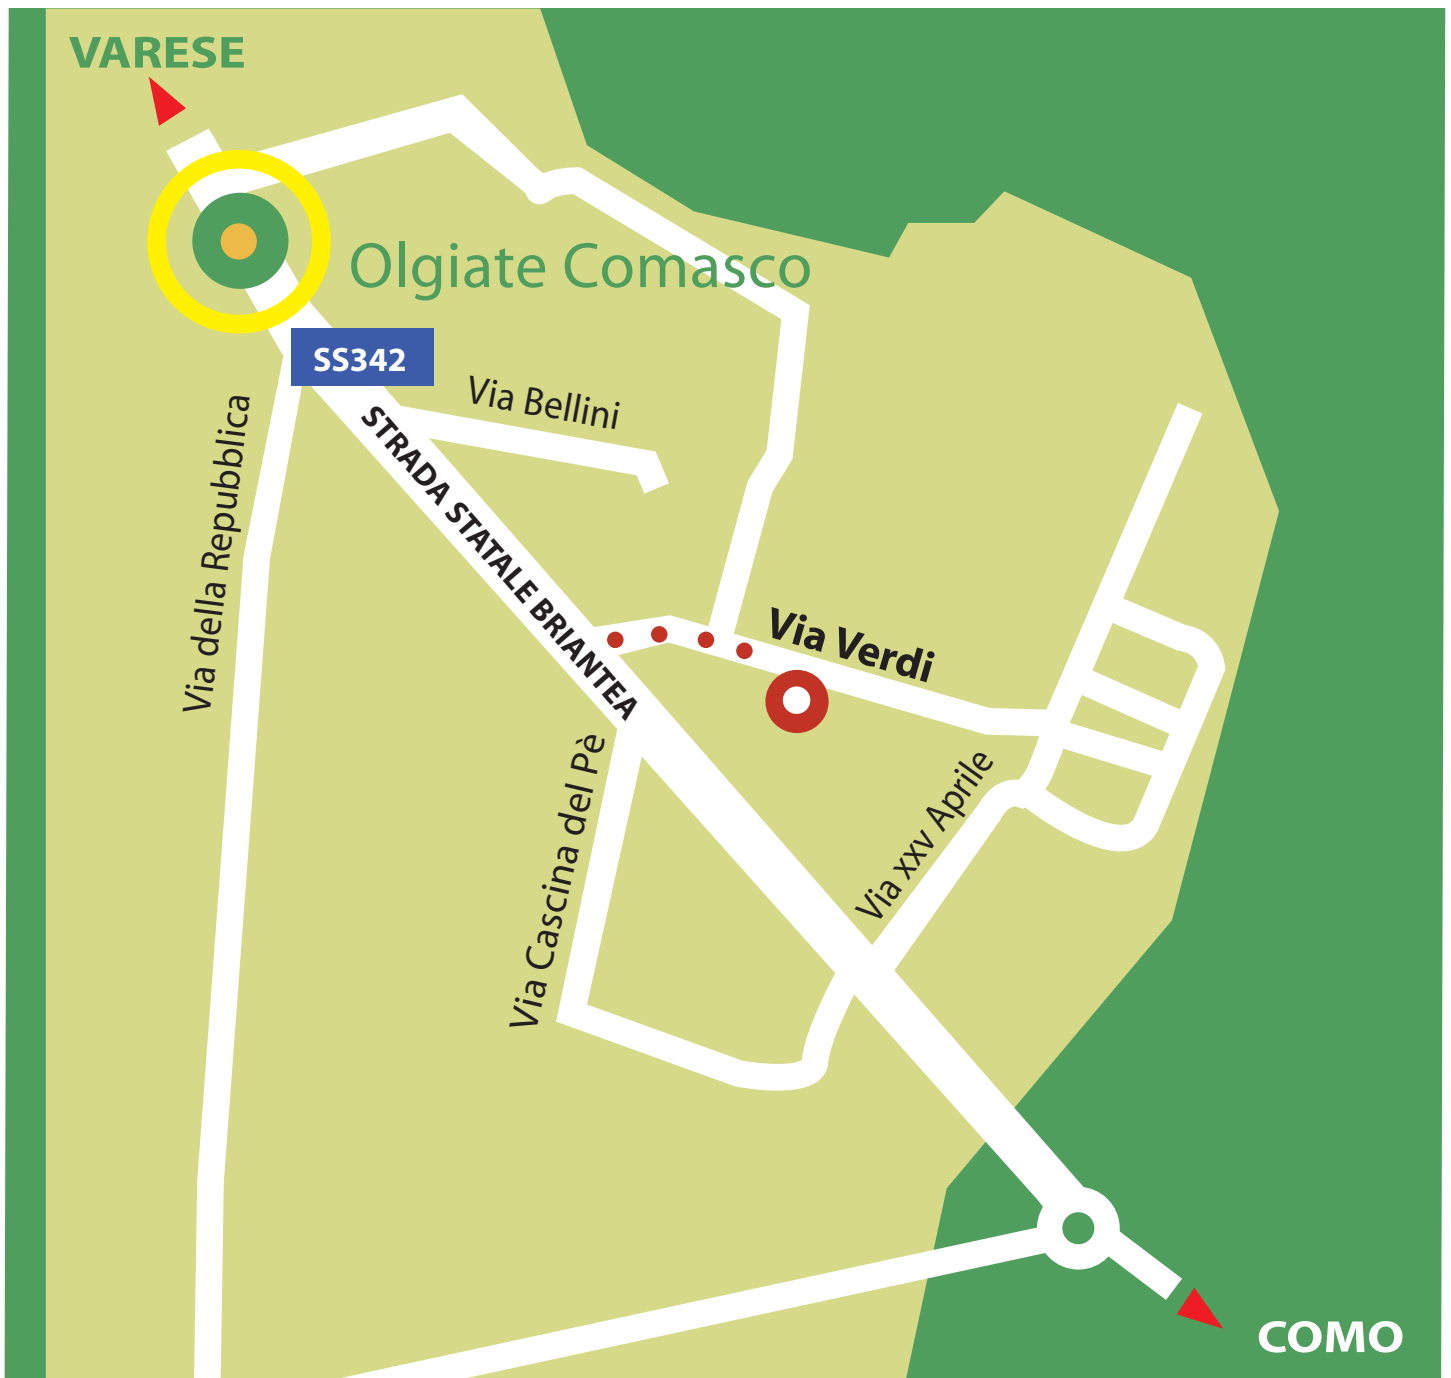 VARESE
Olgiate Comasco
SS342
Via Bellini
Via della Repubblica
STRADA STATALE BRIANTEA
Via Verdi
Via Cascina del Pè
Via xxv Aprile
COMO